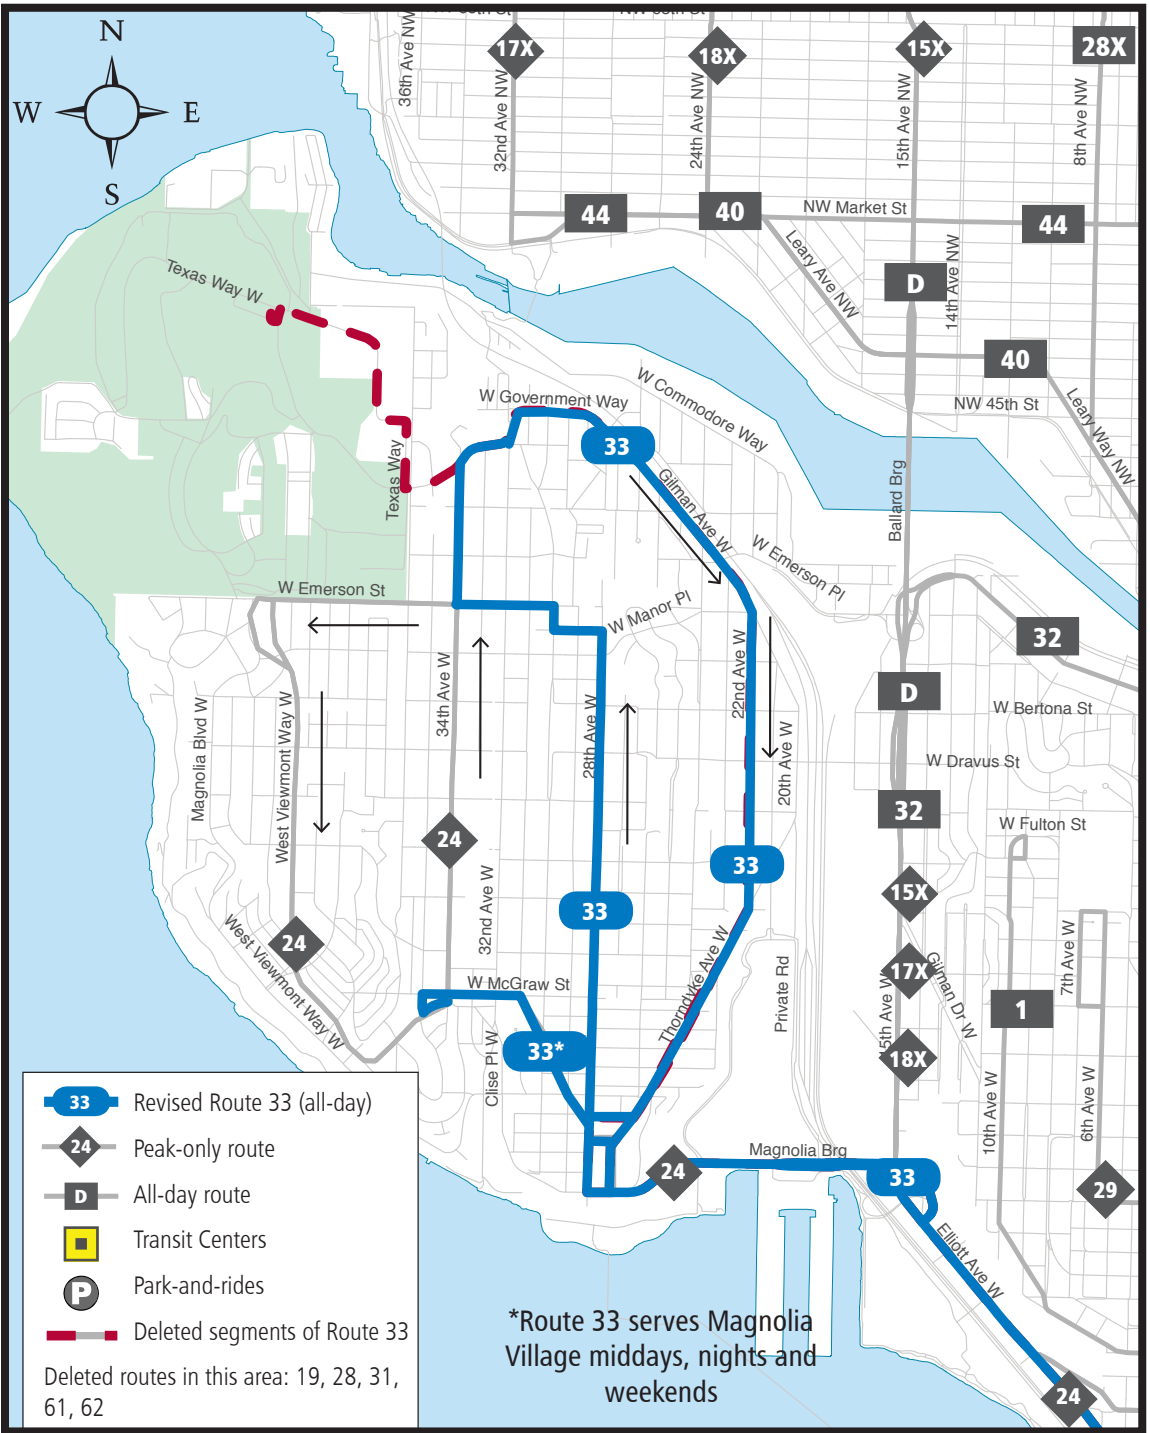 N
W
E
S
36th Ave NW
17X
18X
15X
28X
32nd Ave NW
24th Ave NW
15th Ave NW
8th Ave NW
44
40
NW Market St
44
Leary Ave NW
D
14th Ave NW
Texas Way W
40
NW 45th St
Leary Way NW
W Government Way
W Commodore Way
33
Texas Way
Gilman Ave W
Ballard Brg
W Emerson Pl
W Emerson St
W Manor Pl
32
34th Ave W
22nd Ave W
D
W Bertona St
Magnolia Blvd W
West Viewmont Way W
28th Ave W
20th Ave W
W Dravus St
32
W Fulton St
24
33
33
15X
32nd Ave W
24
West Viewmont Way W
Thorndyke Ave W
Private Rd
17X
Gilman Dr W
7th Ave W
W McGraw St
15th Ave W
1
33*
Clise Pl W
18X
10th Ave W
6th Ave W
Magnolia Brg
24
33
29
Elliott Ave W
24
33 Revised Route 33 (all-day)
24 Peak-only route
D All-day route
Transit Centers
P Park-and-rides
Deleted segments of Route 33
Deleted routes in this area: 19, 28, 31,
61, 62
*Route 33 serves Magnolia
Village middays, nights and
weekends